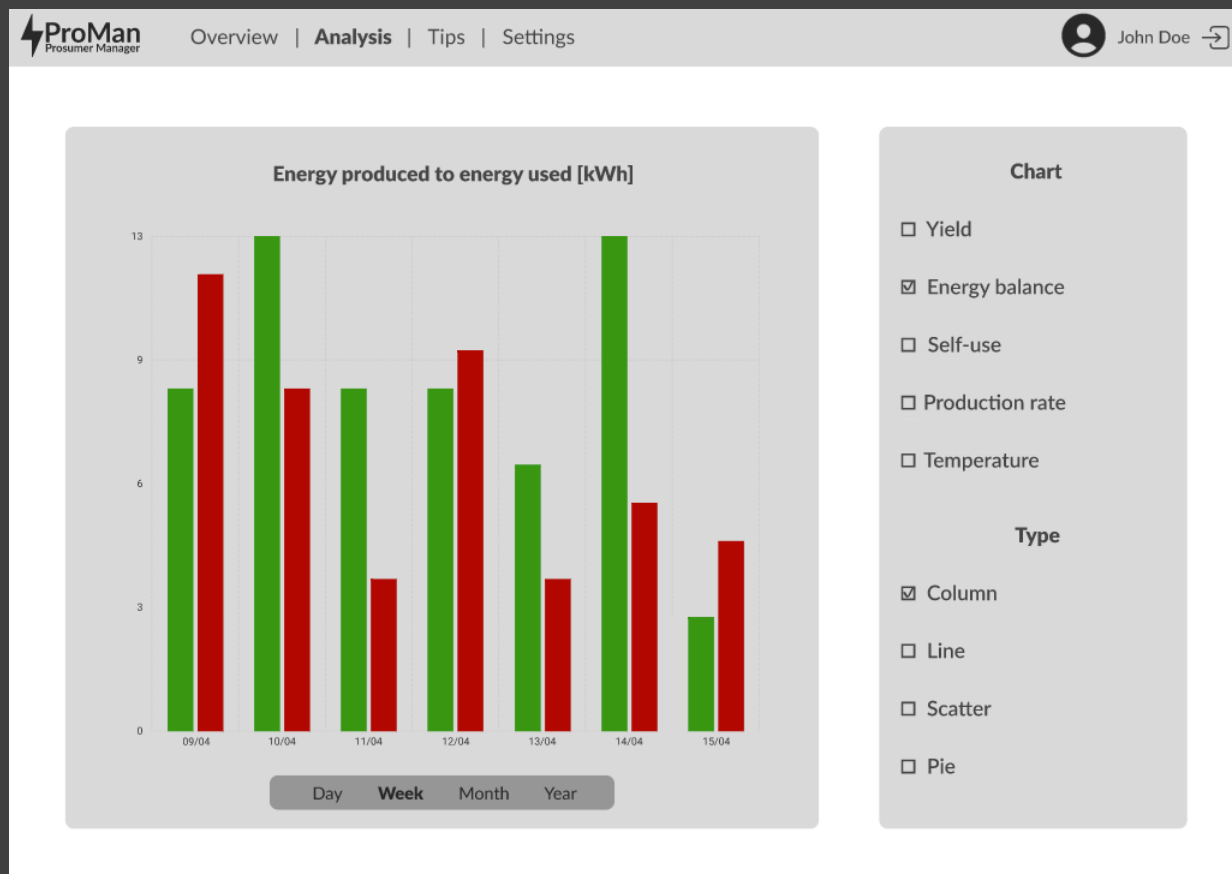 ProMan
Prosumer Manager
Overview | Analysis | Tips | Settings
John Doe
Energy produced to energy used [kWh]
13
9
6
3
0
09/04 10/04 11/04 12/04 13/04 14/04 15/04
Day Week Month Year
Chart
Yield
Energy balance
Self-use
Production rate
Temperature
Type
Column
Line
Scatter
Pie